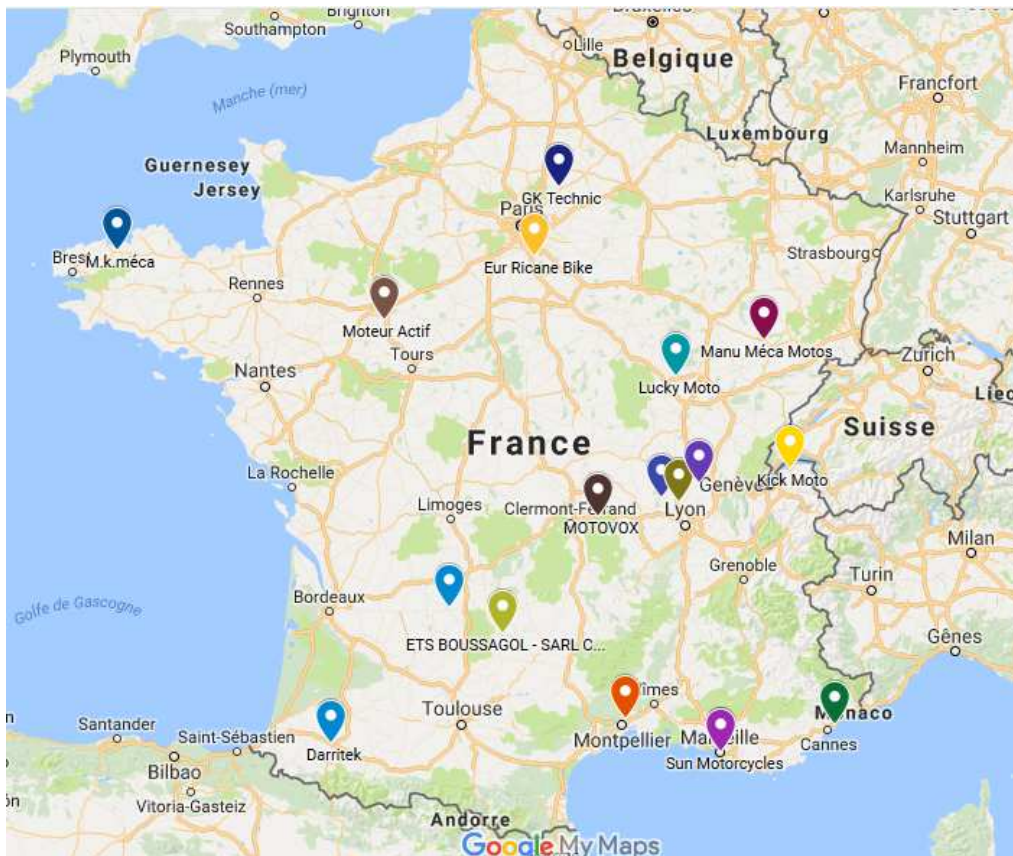 Bruxelles
Brighton
Southampton
Plymouth
Lille
Belgique
Francfort
Manche (mer)
Luxembourg
Mannheim
Guernesey
Jersey
GK Technic
Karlsruhe
Paris
Stuttgart
Strasbourg
Brest
M.k.méca
Eur Ricane Bike
Rennes
Moteur Actif
Manu Méca Motos
Tours
Zurich
Lucky Moto
Nantes
Liec
France
Suisse
La Rochelle
Genève
Kick Moto
Limoges
Clermont-Ferrand
Lyon
MOTOVOX
Milan
Grenoble
Turin
Golfe de Gascogne
Bordeaux
Gênes
ETS BOUSSAGOL - SARL C...
Nîmes
Monaco
Santander
Toulouse
Montpellier
Marseille
Cannes
Saint-Sébastien
Darritek
Sun Motorcycles
Bilbao
Vitoria-Gasteiz
Andorre
Google My Maps